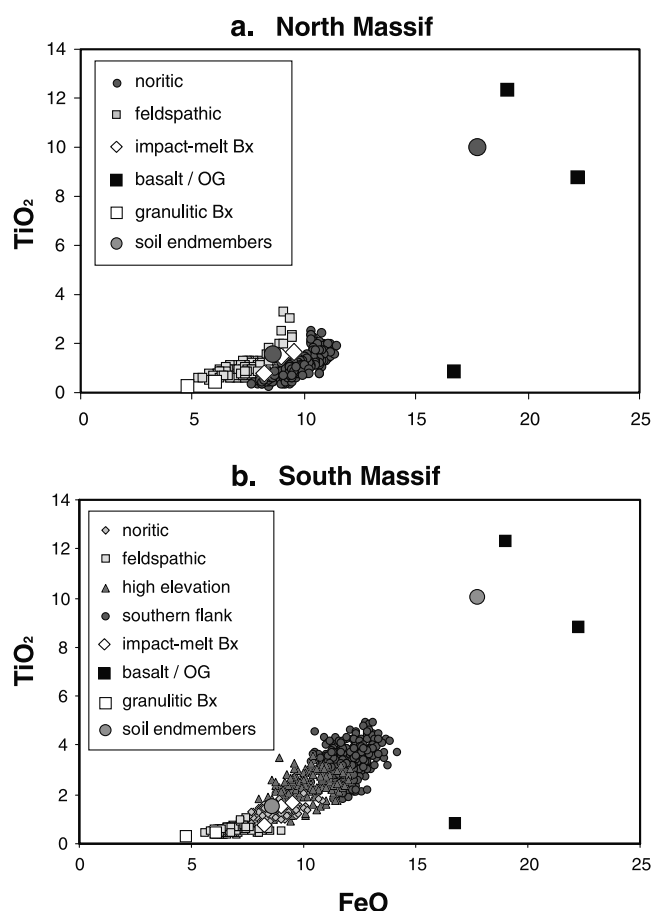 a. North Massif
14
12
10
8
6
4
2
0
TiO₂
noritic
feldspathic
impact-melt Bx
basalt / OG
granulitic Bx
soil endmembers
0 5 10 15 20 25
b. South Massif
14
12
10
8
6
4
2
0
TiO₂
noritic
feldspathic
high elevation
southern flank
impact-melt Bx
basalt / OG
granulitic Bx
soil endmembers
0 5 10 15 20 25
FeO